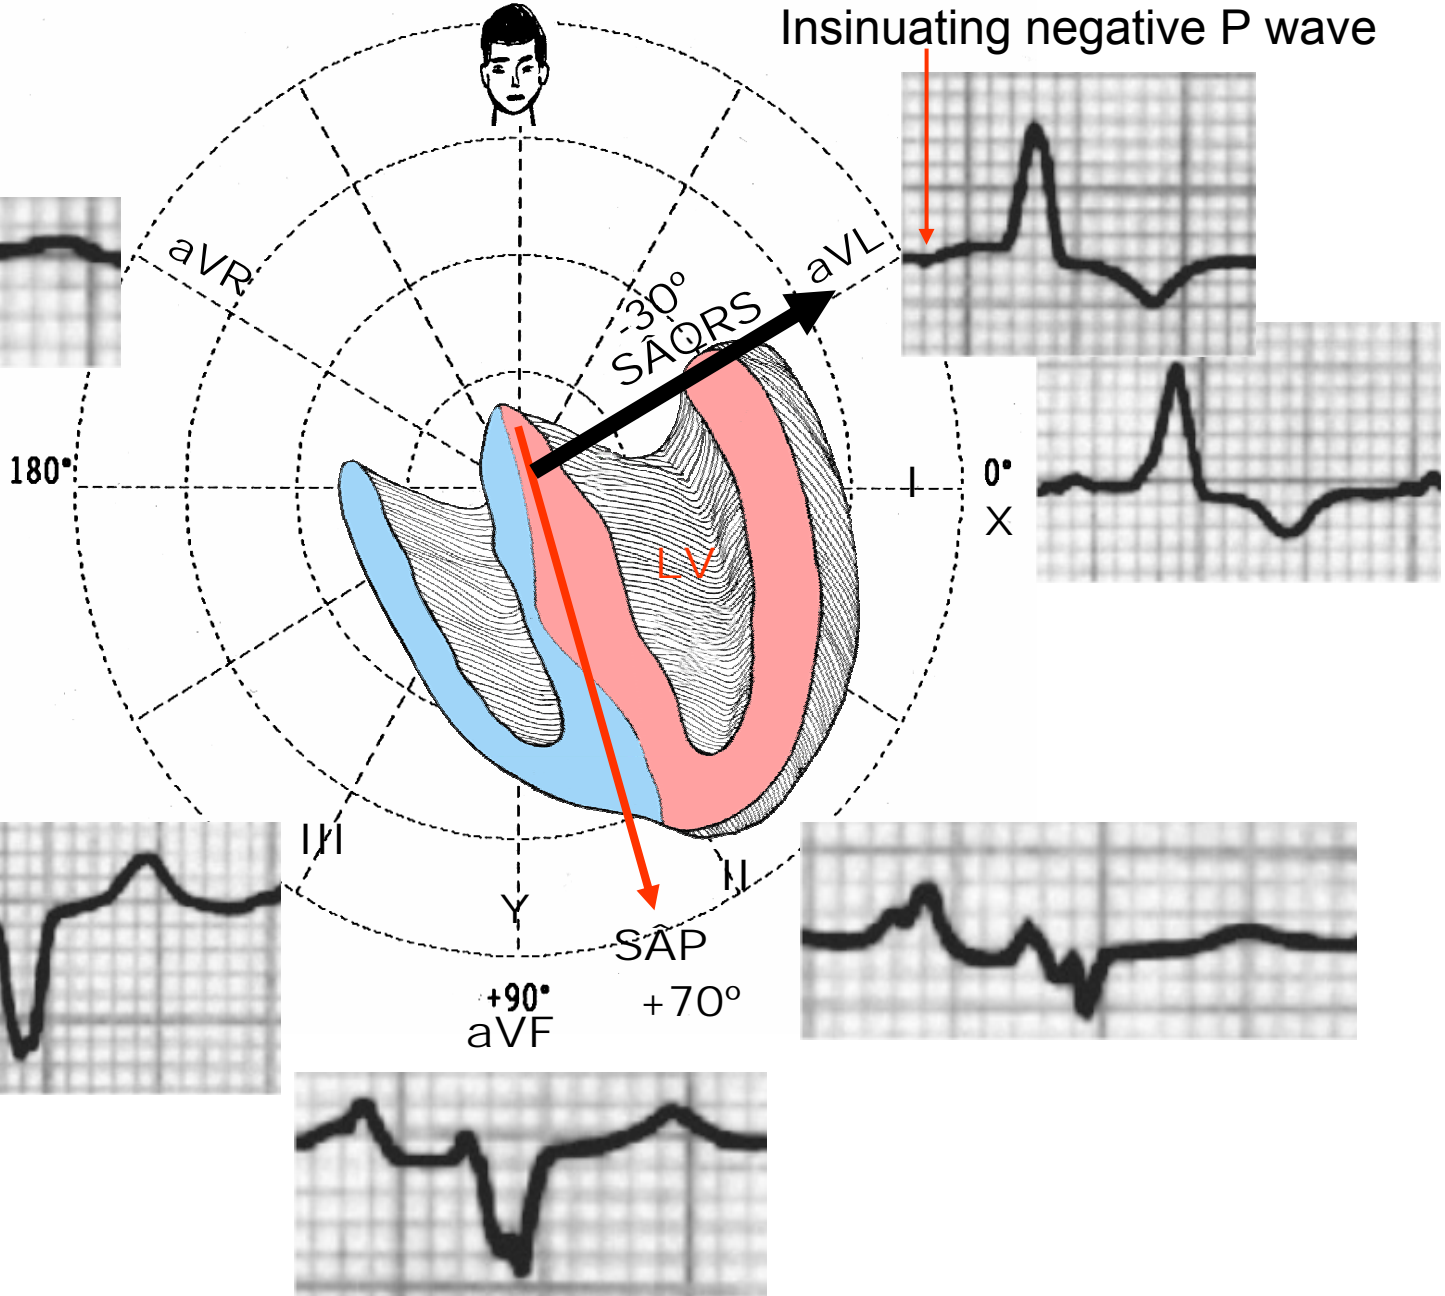 Insinuating negative P wave
aVR
aVL
-30º
SÂQRS
180°
I
0°
X
LV
III
II
Y
SÂP
+90°
+70º
aVF